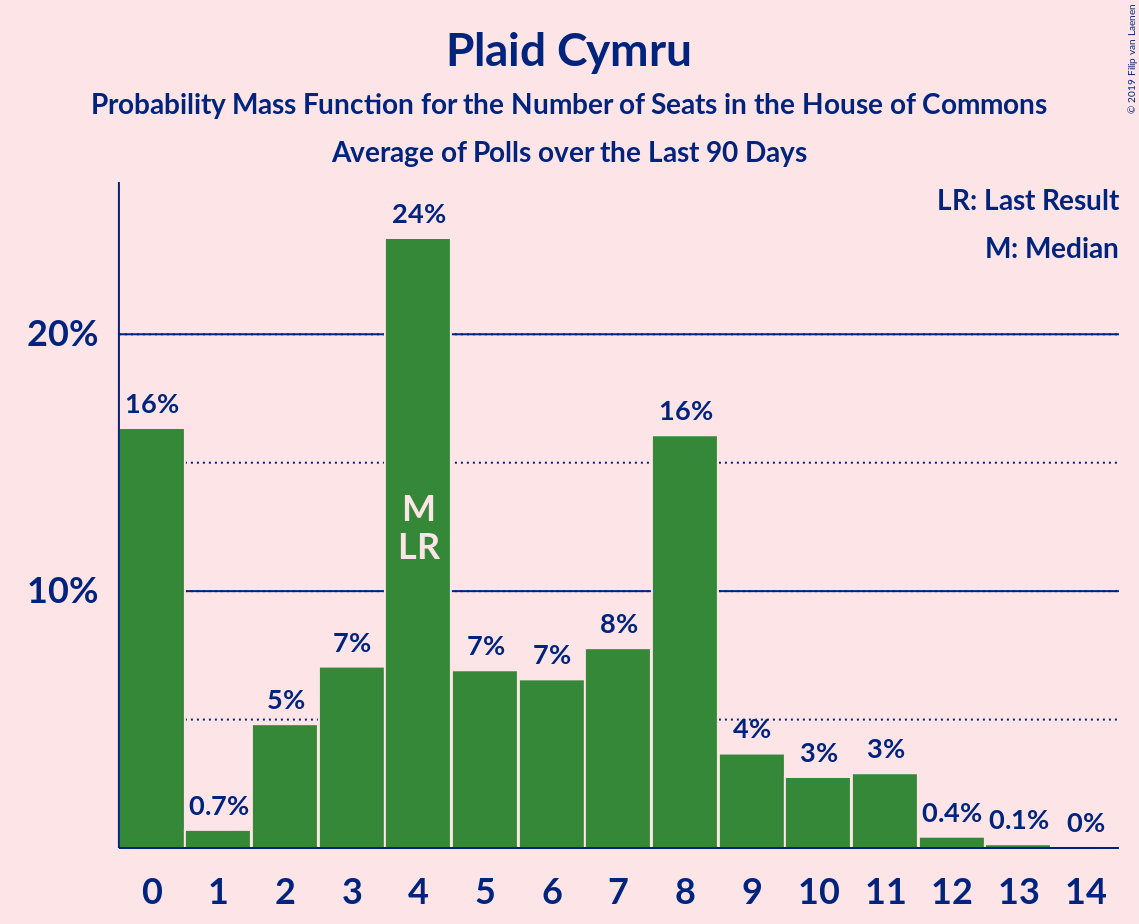 Plaid Cymru
Probability Mass Function for the Number of Seats in the House of Commons
Average of Polls over the Last 90 Days
© 2019 Filip van Laenen
LR: Last Result
M: Median
20%
10%
16%
0.7%
5%
7%
24%
7%
7%
8%
16%
4%
3%
3%
0.4%
0.1%
0%
M
LR
0 1 2 3 4 5 6 7 8 9 10 11 12 13 14